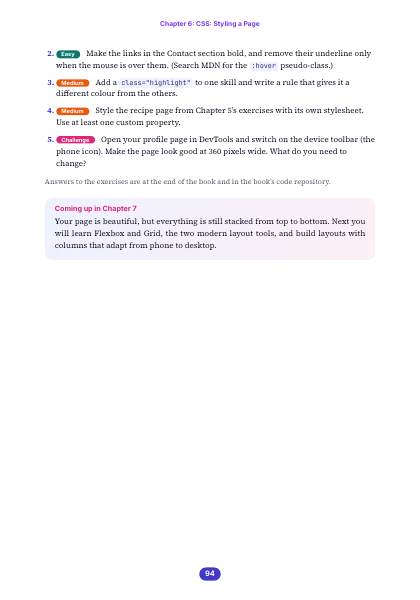 Chapter 6: CSS: Styling a Page
2. Easy Make the links in the Contact section bold, and remove their underline only
when the mouse is over them. (Search MDN for the :hover pseudo-class.)
3. Medium Add a class="highlight" to one skill and write a rule that gives it a
different colour from the others.
4. Medium Style the recipe page from Chapter 5's exercises with its own stylesheet.
Use at least one custom property.
5. Challenge Open your profile page in DevTools and switch on the device toolbar (the
phone icon). Make the page look good at 360 pixels wide. What do you need to
change?
Answers to the exercises are at the end of the book and in the book's code repository.
Coming up in Chapter 7
Your page is beautiful, but everything is still stacked from top to bottom. Next you
will learn Flexbox and Grid, the two modern layout tools, and build layouts with
columns that adapt from phone to desktop.
94